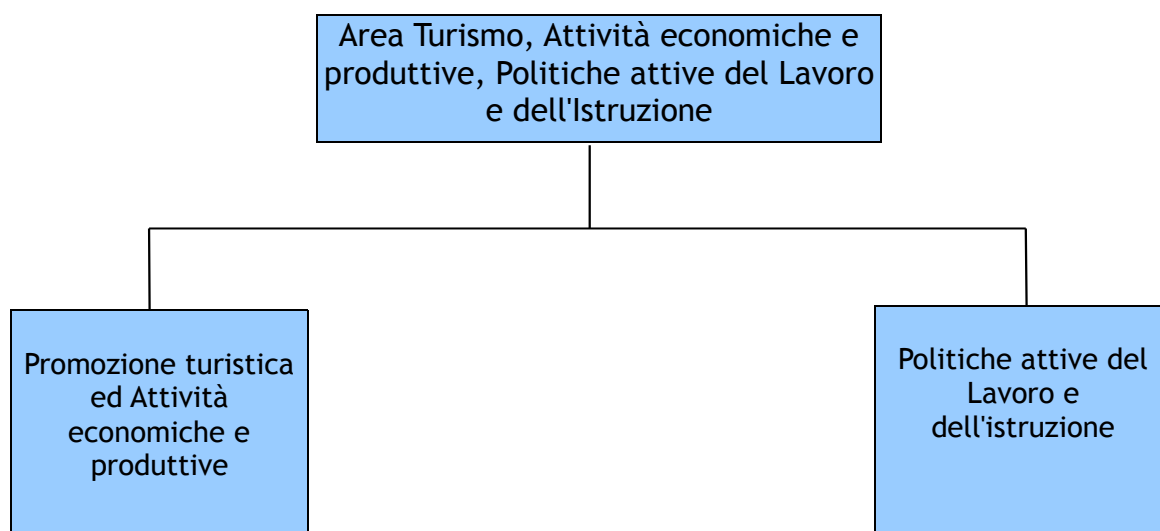 Area Turismo, Attività economiche e
produttive, Politiche attive del Lavoro
e dell'Istruzione
Promozione turistica
ed Attività
economiche e
produttive
Politiche attive del
Lavoro e
dell'istruzione